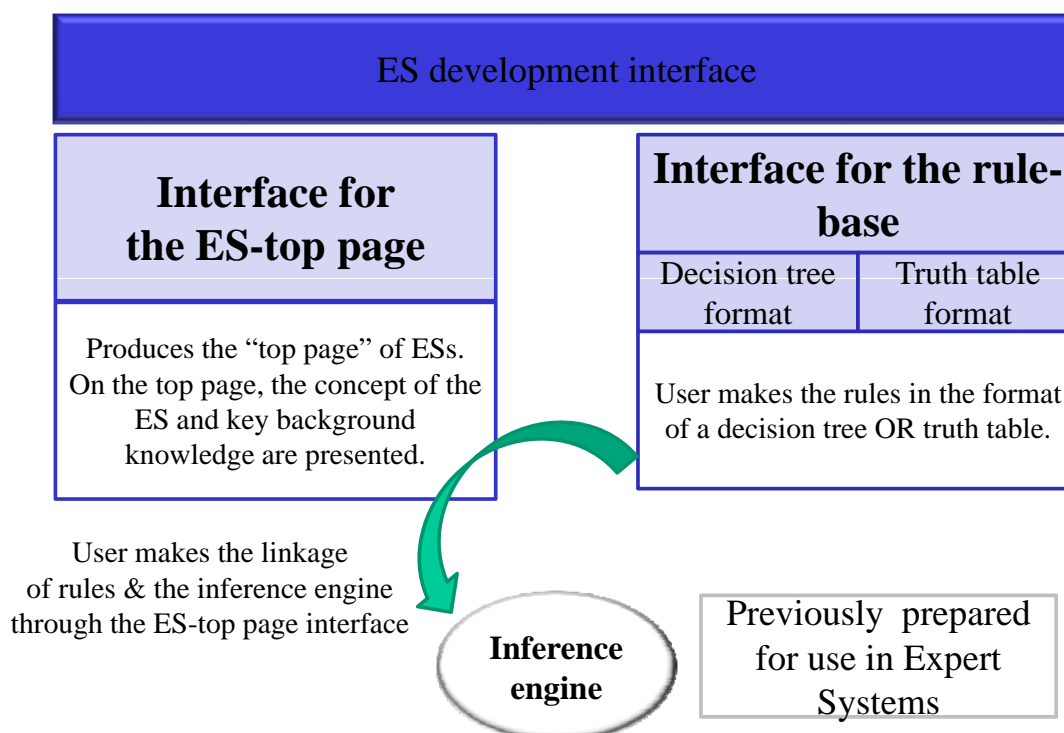 ES development interface
Interface for
the ES-top page
Produces the “top page” of ESs.
On the top page, the concept of the
ES and key background
knowledge are presented.
Interface for the rule-
base
Decision tree
format
Truth table
format
User makes the rules in the format
of a decision tree OR truth table.
User makes the linkage
of rules & the inference engine
through the ES-top page interface
Inference
engine
Previously prepared
for use in Expert
Systems